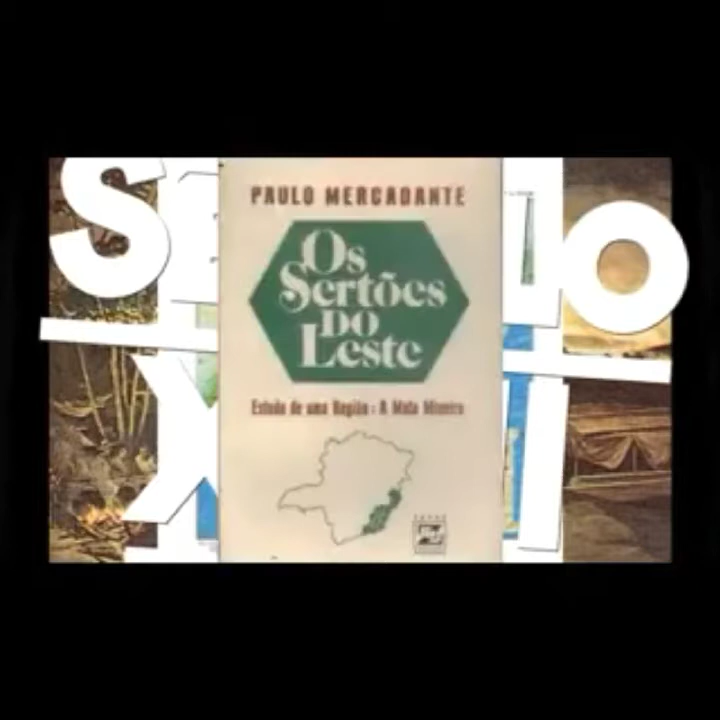 PAULO MERCADANTE
Os
Sertões
DO
Leste
Estudo de uma Região: A Mata Mineira